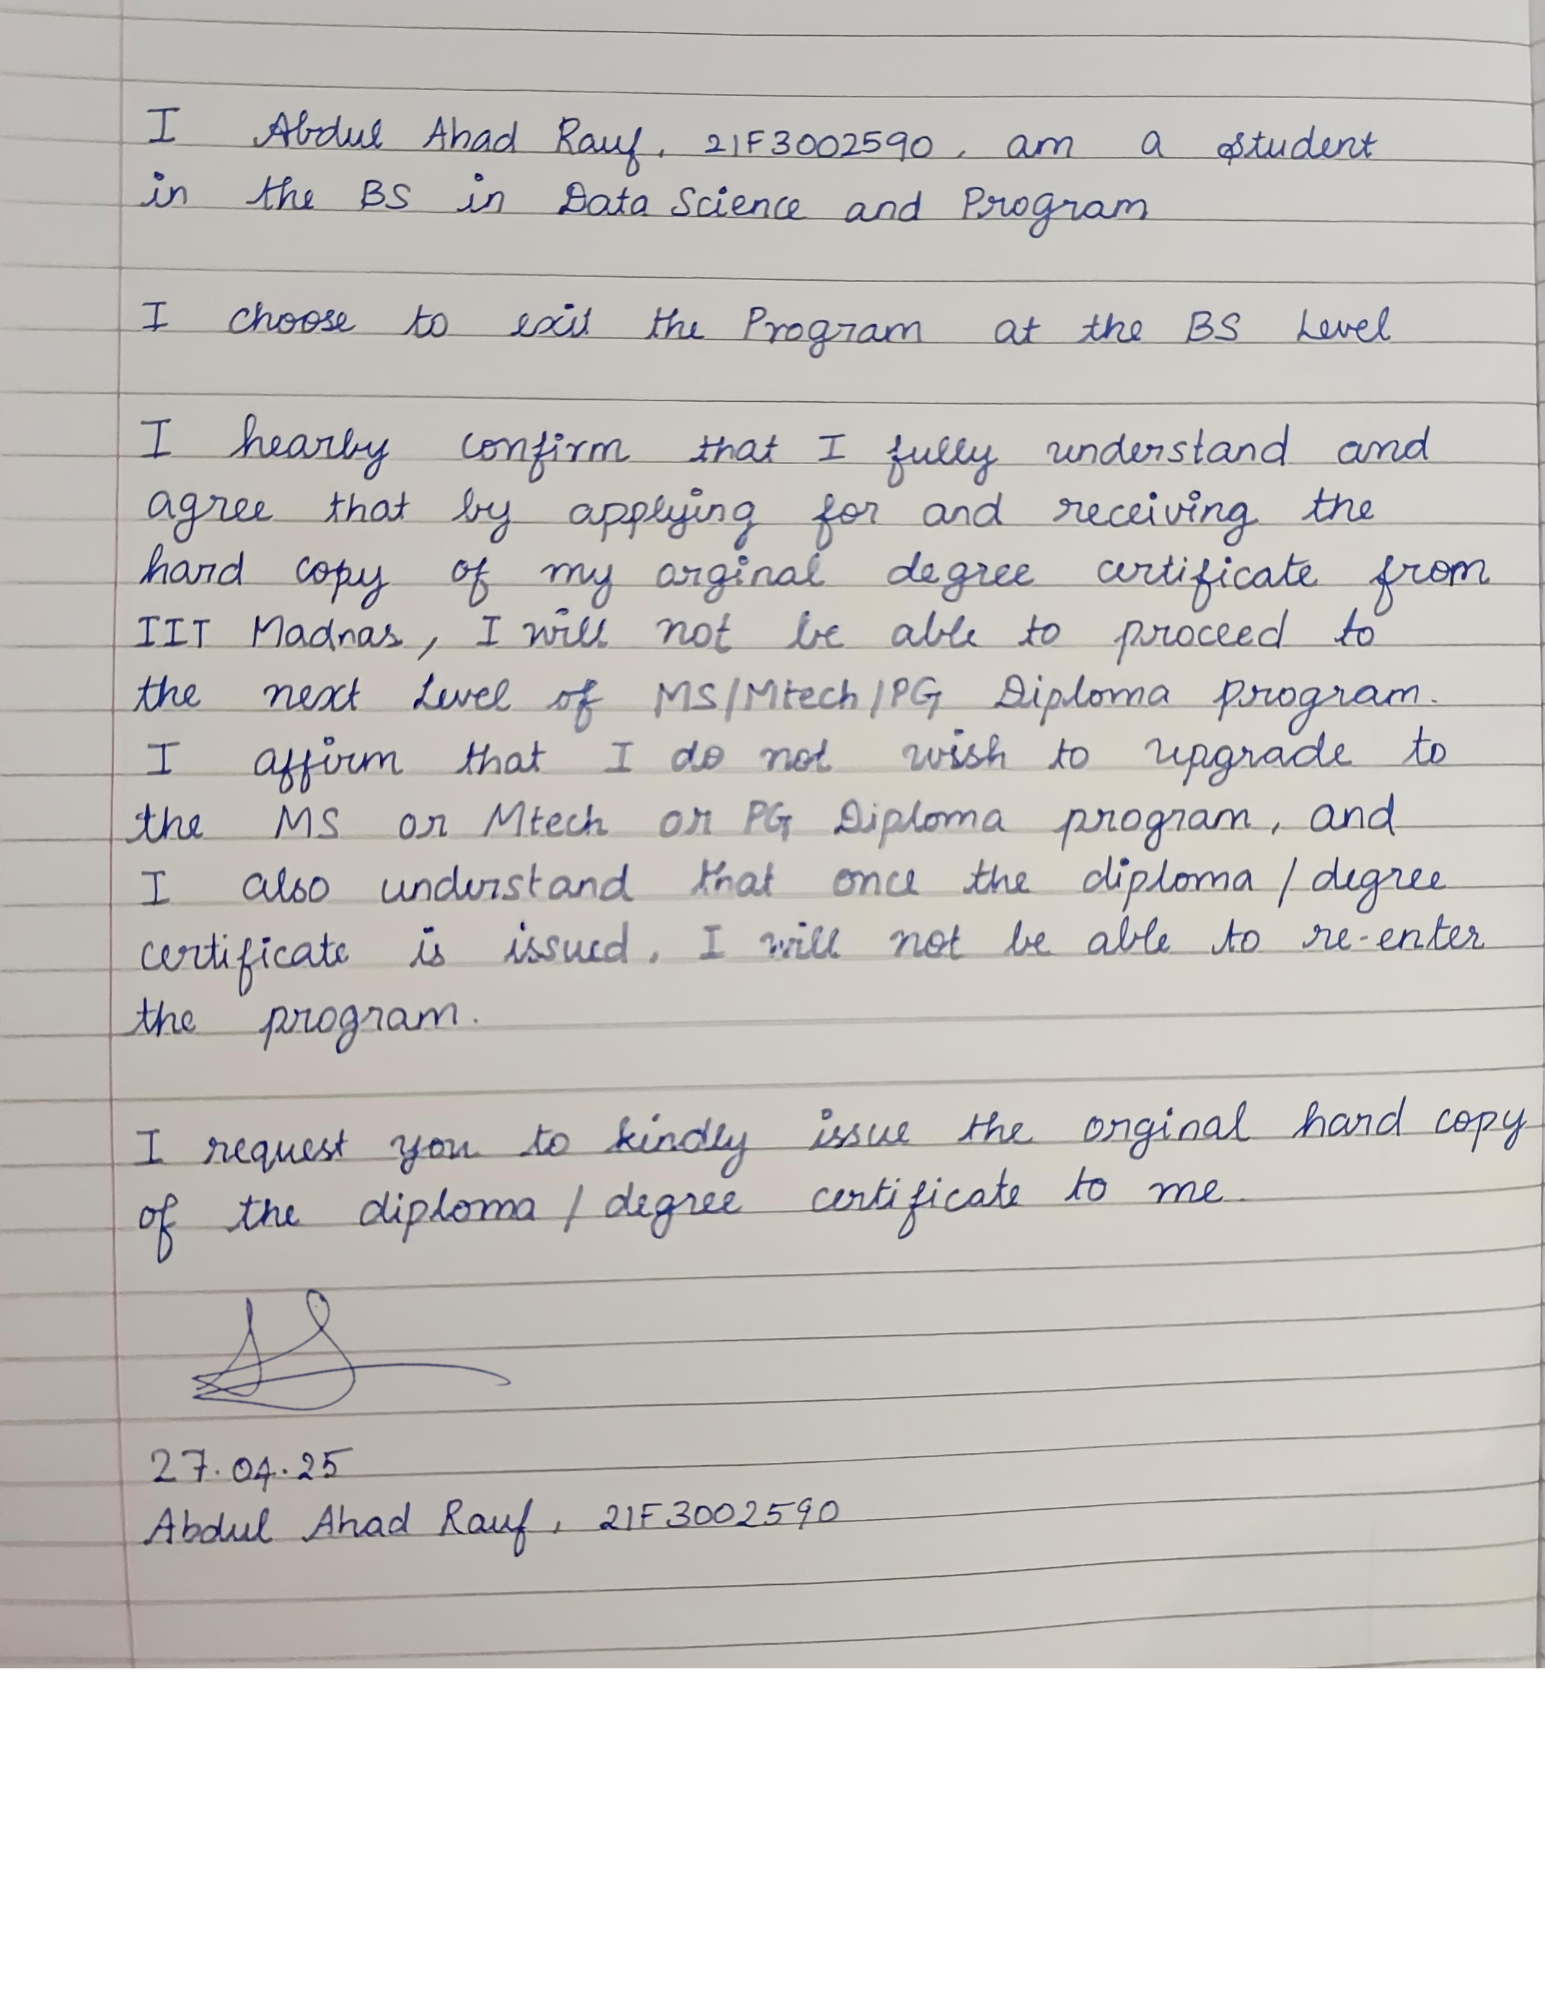 I Abdul Ahad Rauf, 21F3002590, am a student
in the BS in Data Science and Program
I choose to exit the Program at the BS Level
I hearby confirm that I fully understand and
agree that by applying for and receiving the
hard copy of my orginal degree certificate from
IIT Madras, I will not be able to proceed to
the next Level of MS/Mtech/PG Diploma program.
I affirm that I do not wish to upgrade to
the MS or Mtech or PG Diploma program, and
I also understand that once the diploma / degree
certificate is issued, I will not be able to re-enter
the program.
I request you to kindly issue the orginal hard copy
of the diploma / degree certificate to me.
27.04.25
Abdul Ahad Rauf, 21F3002590